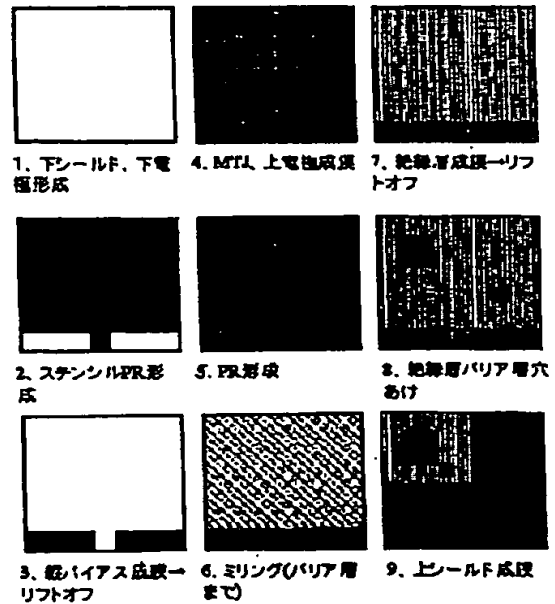 1、下シールド、下電
極形成
2、ステンシルPR形
成
3、縦バイアス成膜→
リフトオフ
4、MTJ、上電極成膜
5、PR形成
6、ミリング(バリア層
まで)
7、絶縁層成膜→リフ
トオフ
8、絶縁層バリア層穴
あけ
9、上シールド成膜